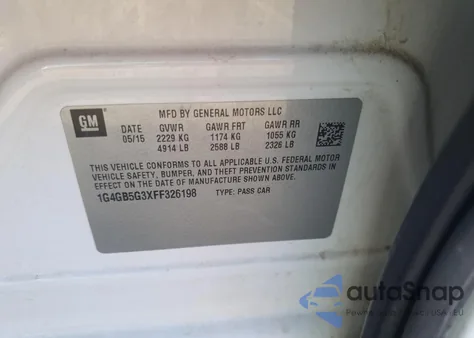 GM
MFD BY GENERAL MOTORS LLC
DATE GVWR GAWR FRT GAWR RR
05/15 2229 KG 1174 KG 1055 KG
4914 LB 2588 LB 2326 LB
THIS VEHICLE CONFORMS TO ALL APPLICABLE U.S. FEDERAL MOTOR
VEHICLE SAFETY, BUMPER, AND THEFT PREVENTION STANDARDS
IN EFFECT ON THE DATE OF MANUFACTURE SHOWN ABOVE.
1G4GB5G3XFF326198 TYPE: PASS CAR
autoSnap